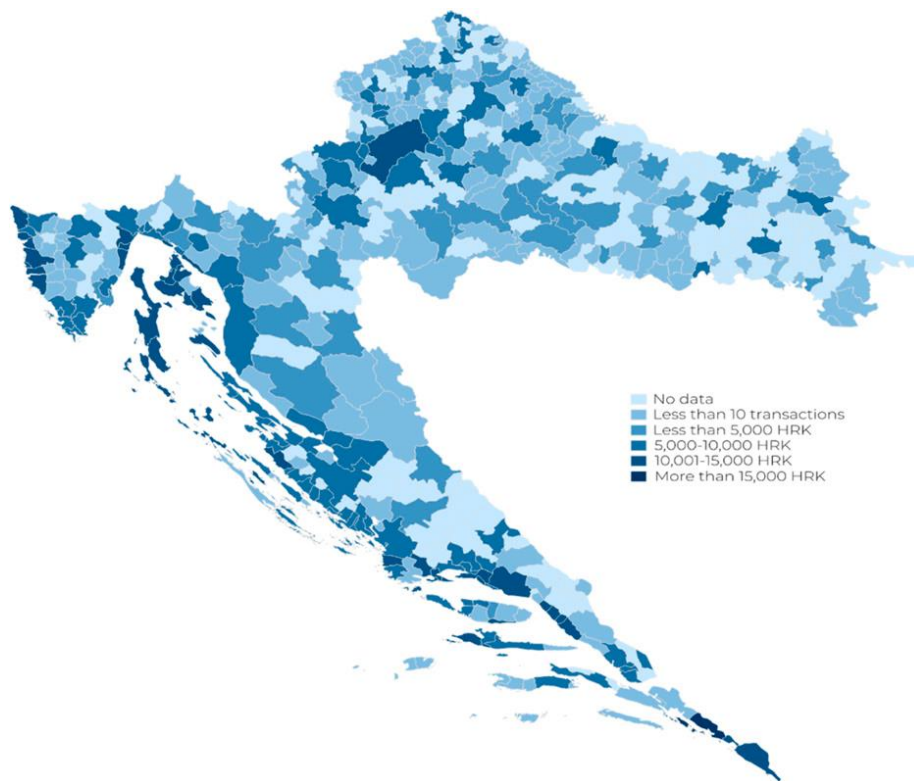 No data
Less than 10 transactions
Less than 5,000 HRK
5,000-10,000 HRK
10,001-15,000 HRK
More than 15,000 HRK